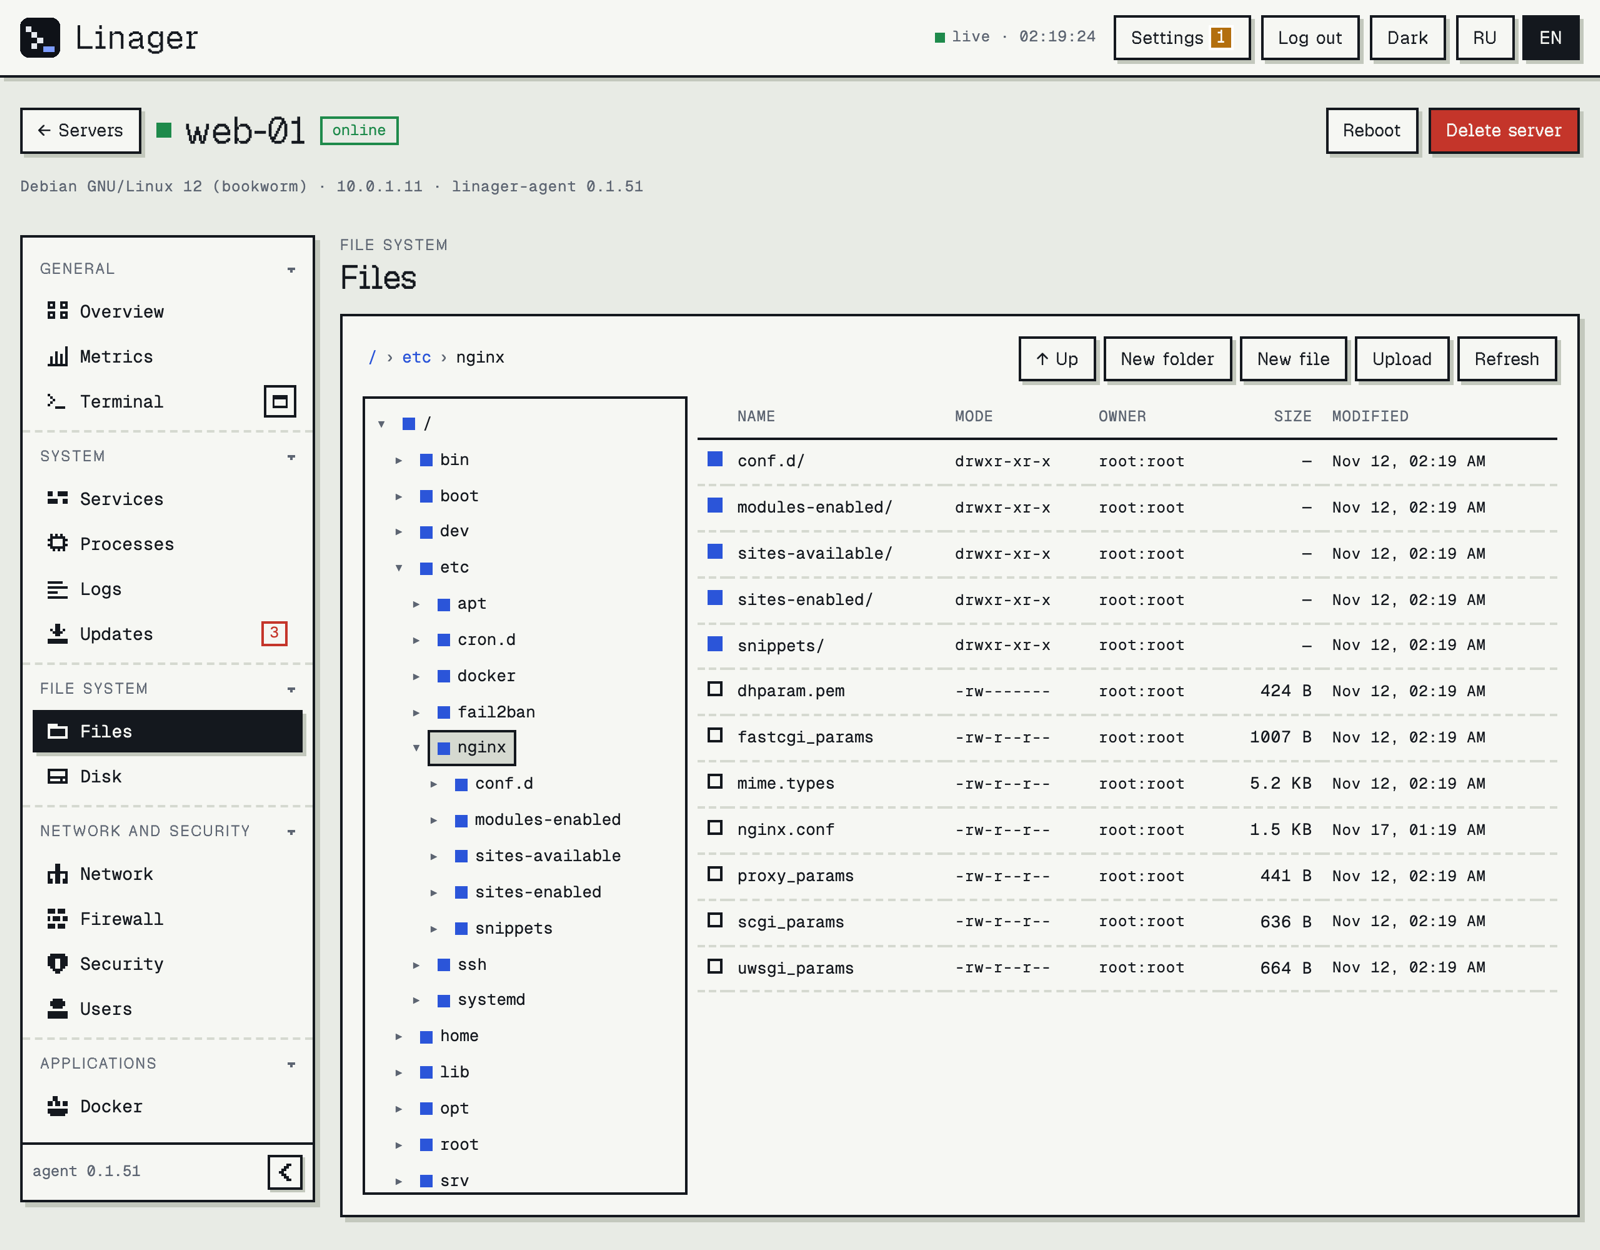 Linager
live · 02:19:24
Settings 1
Log out
Dark
RU
EN
← Servers
web-01
online
Reboot
Delete server
Debian GNU/Linux 12 (bookworm) · 10.0.1.11 · linager-agent 0.1.51
GENERAL
Overview
Metrics
Terminal
SYSTEM
Services
Processes
Logs
Updates 3
FILE SYSTEM
Files
Disk
NETWORK AND SECURITY
Network
Firewall
Security
Users
APPLICATIONS
Docker
agent 0.1.51
FILE SYSTEM
Files
/ › etc › nginx
↑ Up
New folder
New file
Upload
Refresh
/
bin
boot
dev
etc
apt
cron.d
docker
fail2ban
nginx
conf.d
modules-enabled
sites-available
sites-enabled
snippets
ssh
systemd
home
lib
opt
root
srv
NAME MODE OWNER SIZE MODIFIED
conf.d/ drwxr-xr-x root:root — Nov 12, 02:19 AM
modules-enabled/ drwxr-xr-x root:root — Nov 12, 02:19 AM
sites-available/ drwxr-xr-x root:root — Nov 12, 02:19 AM
sites-enabled/ drwxr-xr-x root:root — Nov 12, 02:19 AM
snippets/ drwxr-xr-x root:root — Nov 12, 02:19 AM
dhparam.pem -rw------- root:root 424 B Nov 12, 02:19 AM
fastcgi_params -rw-r--r-- root:root 1007 B Nov 12, 02:19 AM
mime.types -rw-r--r-- root:root 5.2 KB Nov 12, 02:19 AM
nginx.conf -rw-r--r-- root:root 1.5 KB Nov 17, 01:19 AM
proxy_params -rw-r--r-- root:root 441 B Nov 12, 02:19 AM
scgi_params -rw-r--r-- root:root 636 B Nov 12, 02:19 AM
uwsgi_params -rw-r--r-- root:root 664 B Nov 12, 02:19 AM